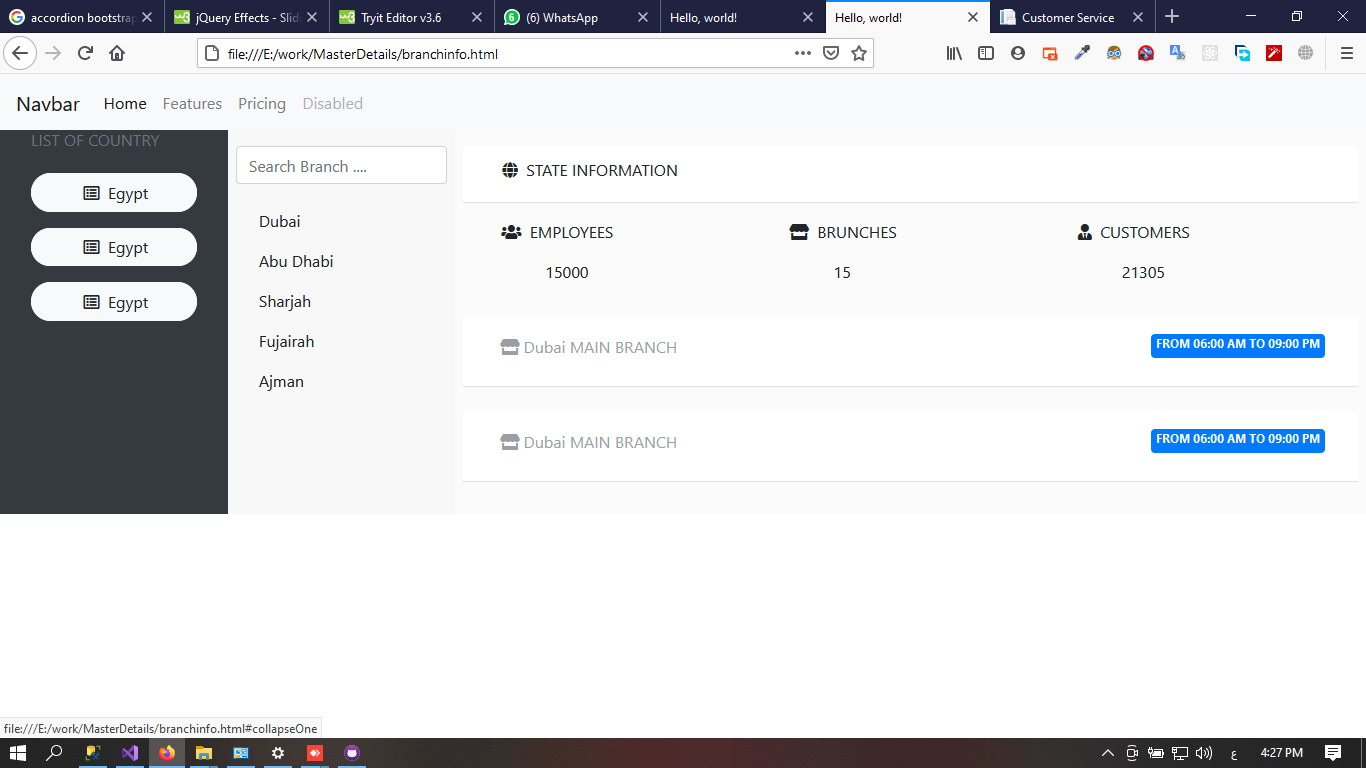 accordion bootstrap
jQuery Effects - Slid
Tryit Editor v3.6
(6) WhatsApp
Hello, world!
Hello, world!
Customer Service
file:///E:/work/MasterDetails/branchinfo.html
Navbar Home Features Pricing Disabled
LIST OF COUNTRY
Egypt
Egypt
Egypt
Search Branch ....
Dubai
Abu Dhabi
Sharjah
Fujairah
Ajman
STATE INFORMATION
EMPLOYEES BRUNCHES CUSTOMERS
15000 15 21305
Dubai MAIN BRANCH FROM 06:00 AM TO 09:00 PM
Dubai MAIN BRANCH FROM 06:00 AM TO 09:00 PM
file:///E:/work/MasterDetails/branchinfo.html#collapseOne
ع 4:27 PM